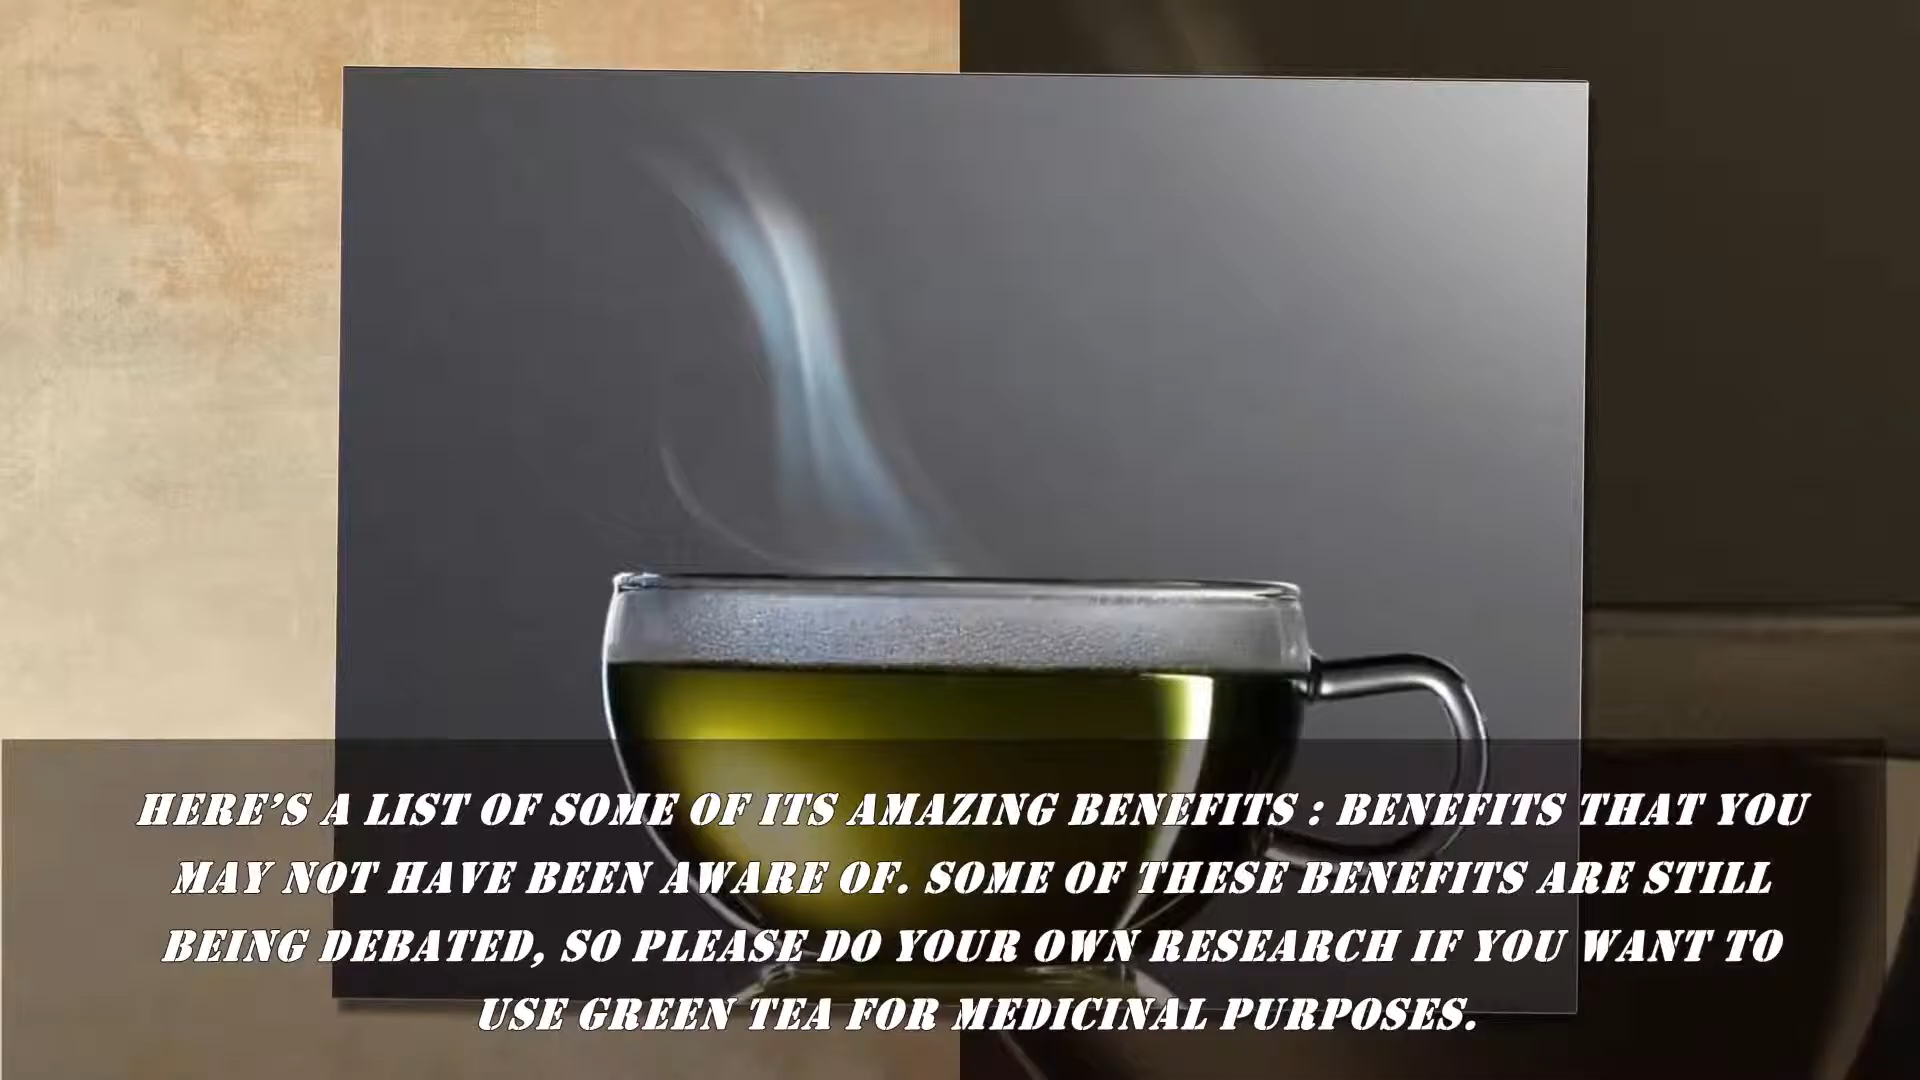 HERE'S A LIST OF SOME OF ITS AMAZING BENEFITS : BENEFITS THAT YOU
MAY NOT HAVE BEEN AWARE OF. SOME OF THESE BENEFITS ARE STILL
BEING DEBATED, SO PLEASE DO YOUR OWN RESEARCH IF YOU WANT TO
USE GREEN TEA FOR MEDICINAL PURPOSES.